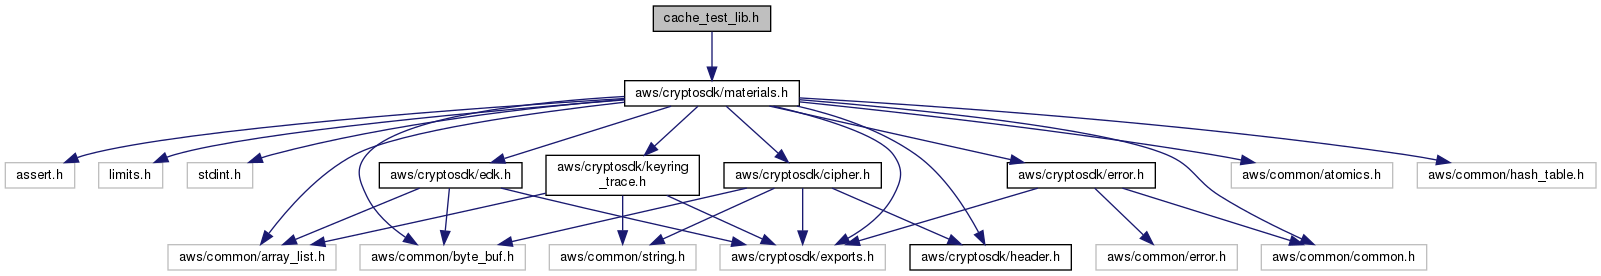 cache_test_lib.h
aws/cryptosdk/materials.h
assert.h
limits.h
stdint.h
aws/cryptosdk/edk.h
aws/cryptosdk/keyring
_trace.h
aws/cryptosdk/cipher.h
aws/cryptosdk/error.h
aws/common/atomics.h
aws/common/hash_table.h
aws/common/array_list.h
aws/common/byte_buf.h
aws/common/string.h
aws/cryptosdk/exports.h
aws/cryptosdk/header.h
aws/common/error.h
aws/common/common.h